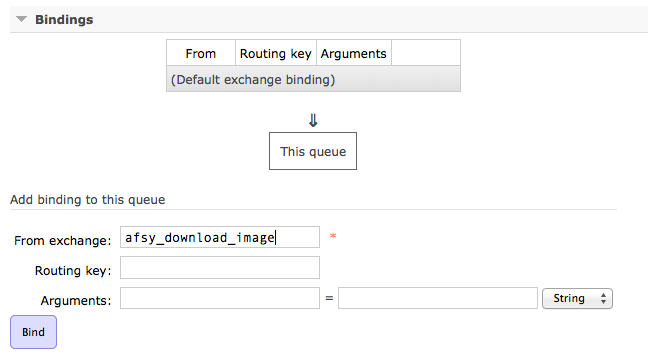 Bindings
From Routing key Arguments
(Default exchange binding)
⇓
This queue
Add binding to this queue
From exchange: afsy_download_image *
Routing key:
Arguments: = String
Bind